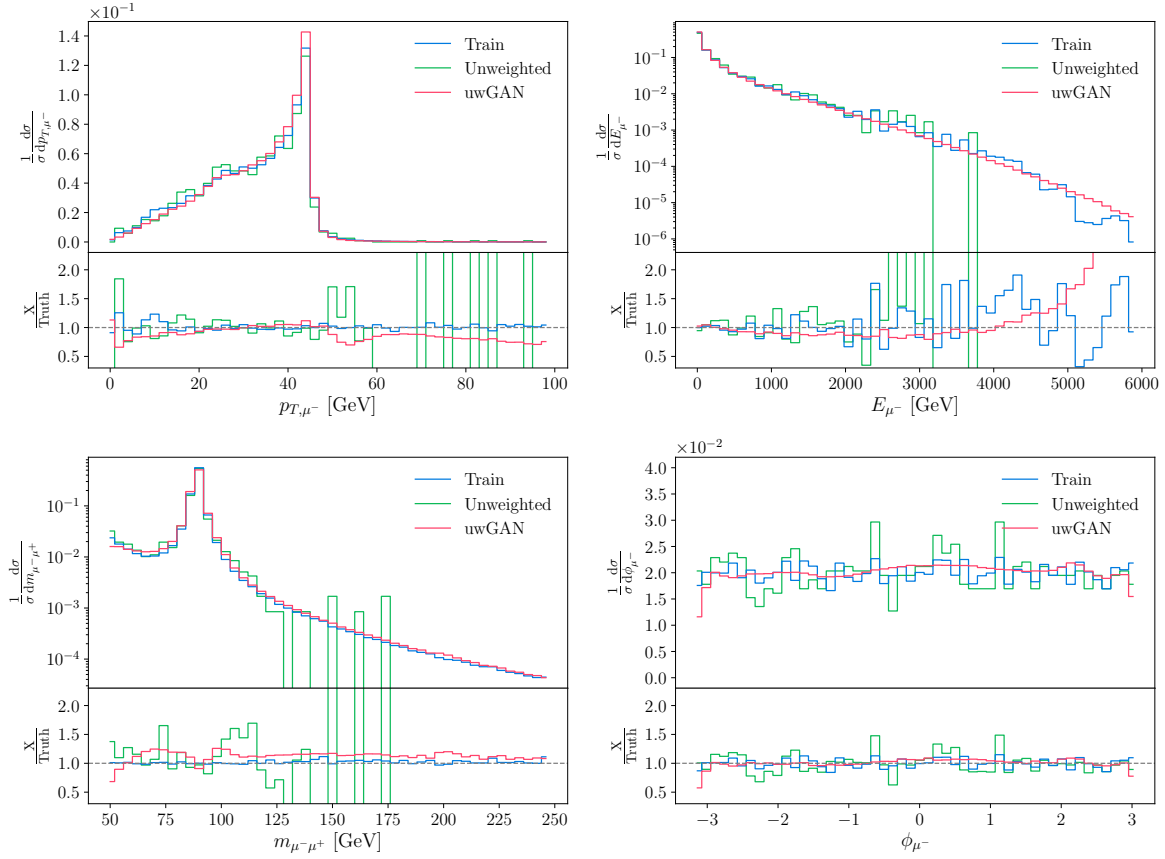 ×10⁻¹
1.4
1.2
1.0
0.8
0.6
0.4
0.2
0.0
1/σ dσ/dp_{T,μ⁻}
Train
Unweighted
uwGAN
2.0
1.5
1.0
0.5
X/Truth
0 20 40 60 80 100
p_{T,μ⁻} [GeV]
10⁻¹
10⁻²
10⁻³
10⁻⁴
10⁻⁵
10⁻⁶
1/σ dσ/dE_{μ⁻}
Train
Unweighted
uwGAN
2.0
1.5
1.0
0.5
X/Truth
0 1000 2000 3000 4000 5000 6000
E_{μ⁻} [GeV]
10⁻¹
10⁻²
10⁻³
10⁻⁴
1/σ dσ/dm_{μ⁻μ⁺}
Train
Unweighted
uwGAN
2.0
1.5
1.0
0.5
X/Truth
50 75 100 125 150 175 200 225 250
m_{μ⁻μ⁺} [GeV]
×10⁻²
4.0
3.5
3.0
2.5
2.0
1.5
1.0
0.5
0.0
1/σ dσ/dϕ_{μ⁻}
Train
Unweighted
uwGAN
2.0
1.5
1.0
0.5
X/Truth
−3 −2 −1 0 1 2 3
ϕ_{μ⁻}